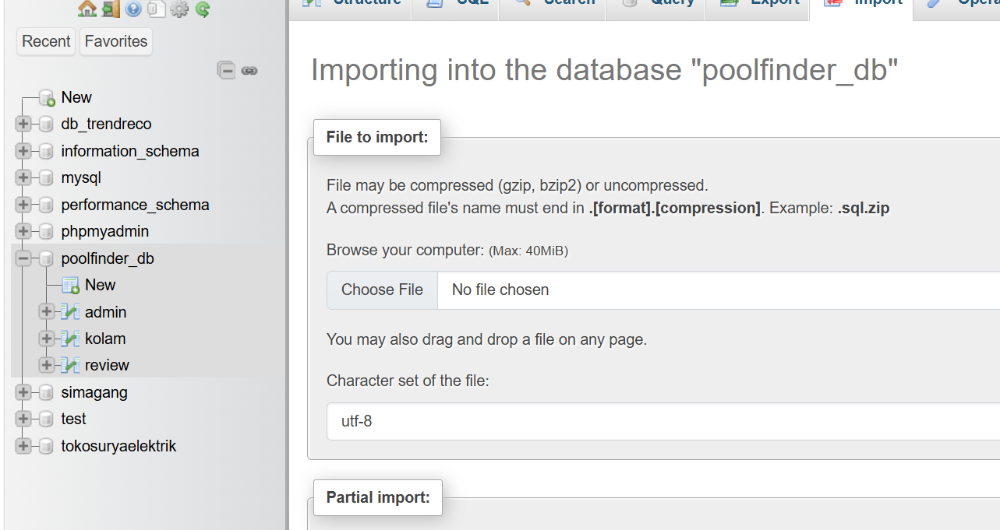 Structure SQL Search Query Export Import Opera
Recent Favorites
New
db_trendreco
information_schema
mysql
performance_schema
phpmyadmin
poolfinder_db
New
admin
kolam
review
simagang
test
tokosuryaelektrik
Importing into the database "poolfinder_db"
File to import:
File may be compressed (gzip, bzip2) or uncompressed.
A compressed file's name must end in .[format].[compression]. Example: .sql.zip
Browse your computer: (Max: 40MiB)
Choose File No file chosen
You may also drag and drop a file on any page.
Character set of the file:
utf-8
Partial import: